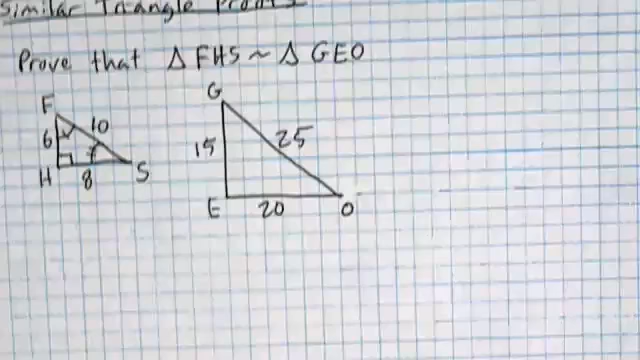 Similar Triangle Proofs
Prove that Δ FHS ~ Δ GEO
F
6
10
H
8
S
G
15
25
E
20
O